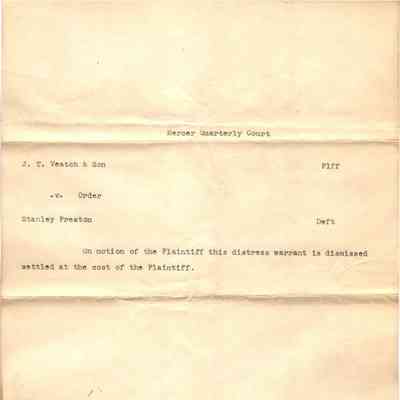 Mercer Quarterly Court
J. T. Veatch & Son Plff
.v. Order
Stanley Preston Deft
On motion of the Plaintiff this distress warrant is dismissed
settled at the cost of the Plaintiff.